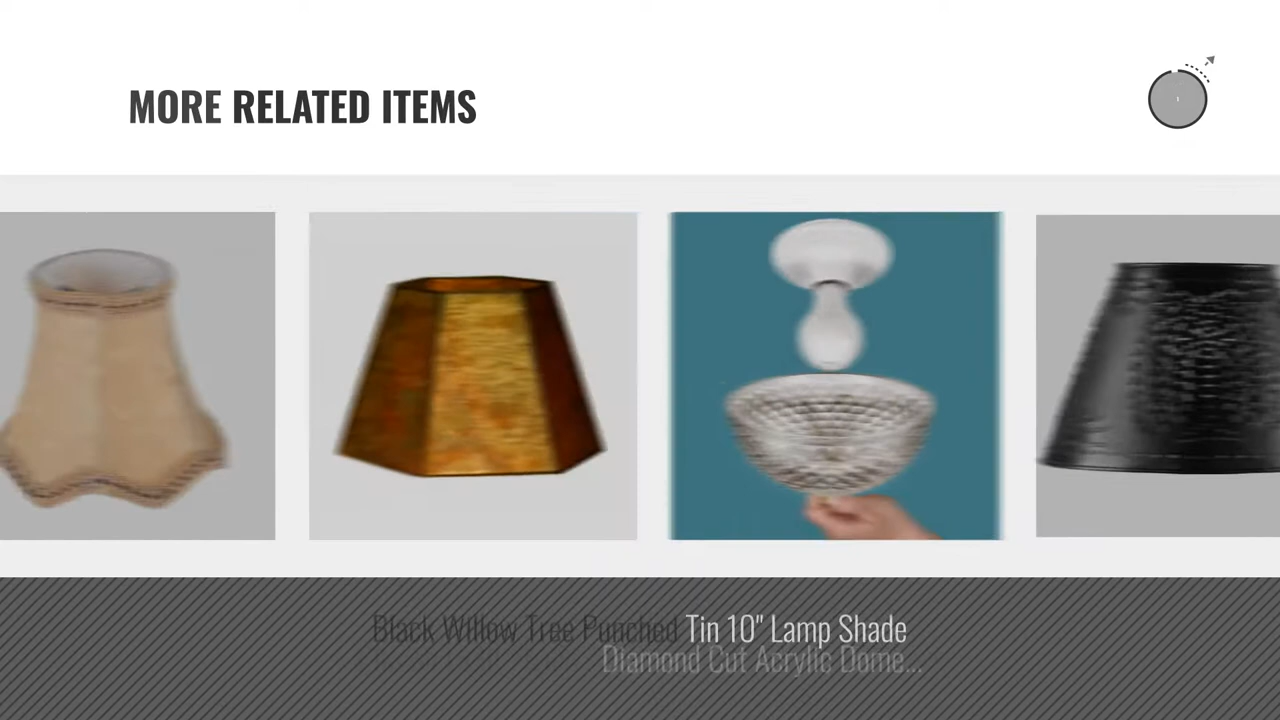 MORE RELATED ITEMS
Black Willow Tree Punched Tin 10" Lamp Shade
Diamond Cut Acrylic Dome...